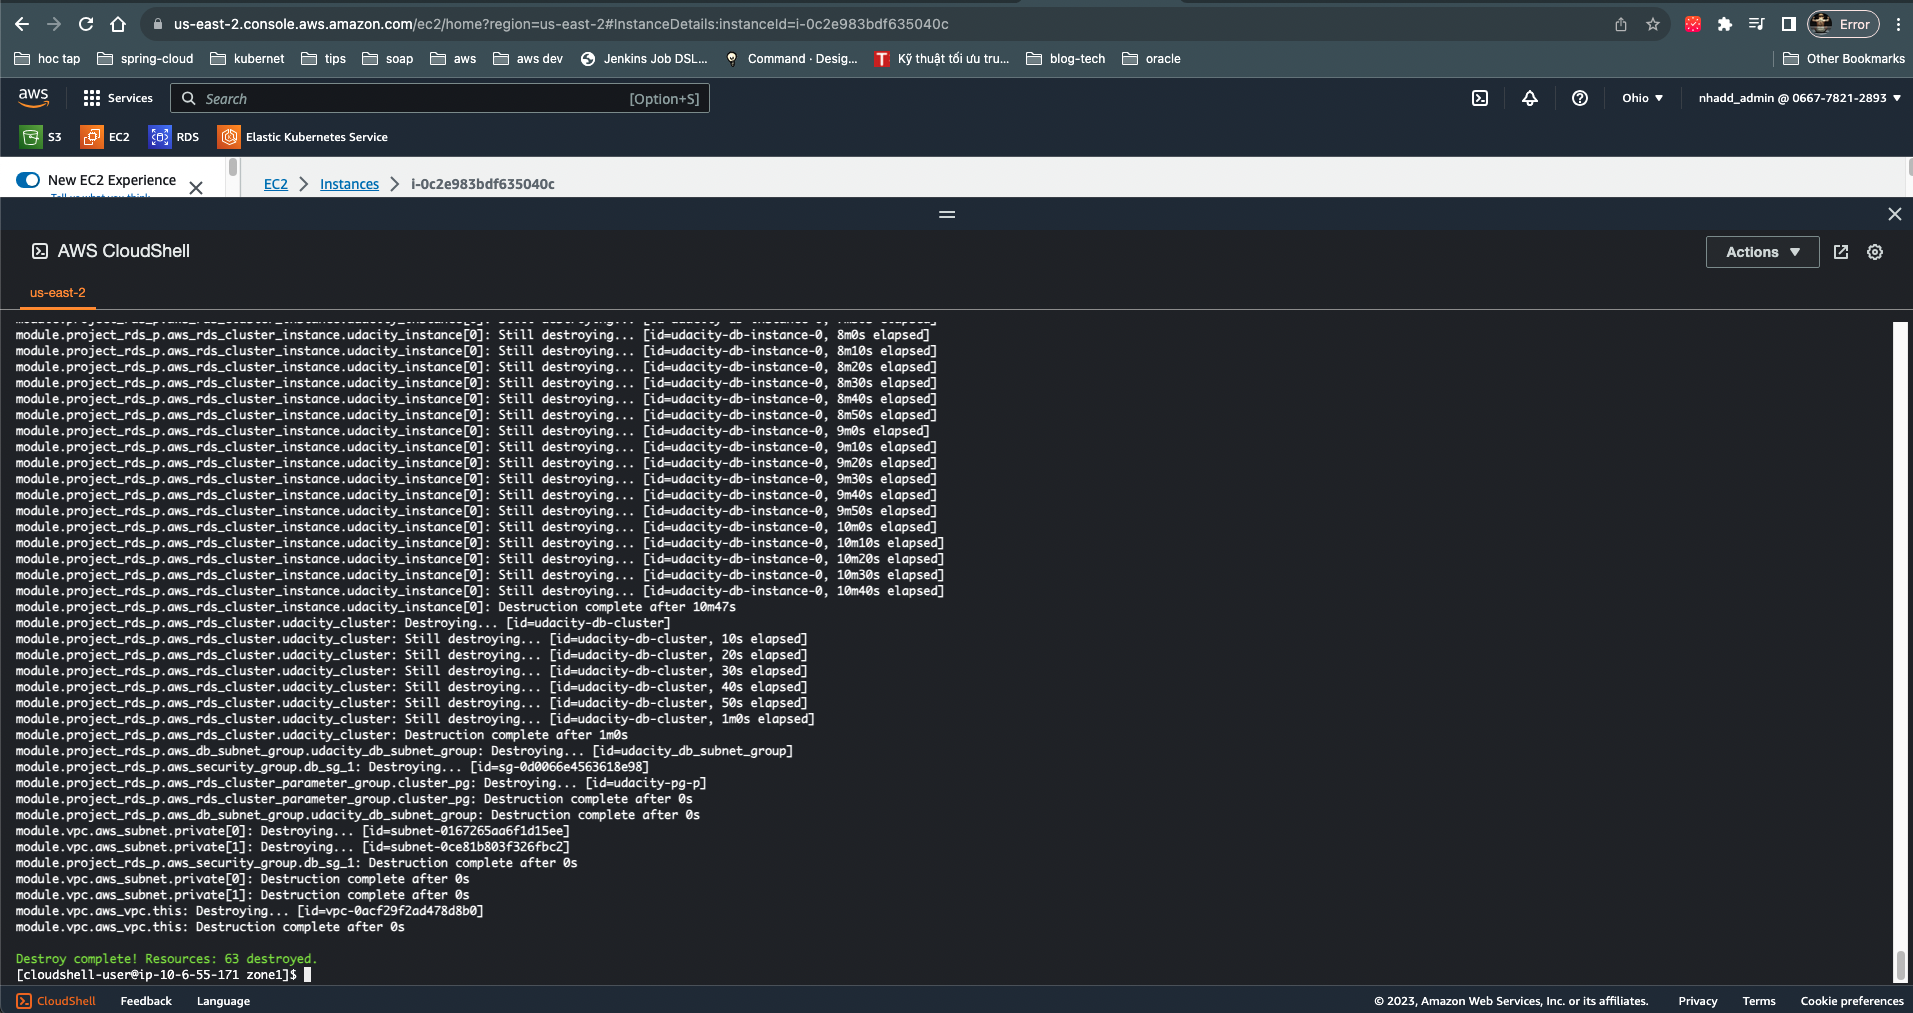 us-east-2.console.aws.amazon.com/ec2/home?region=us-east-2#InstanceDetails:instanceId=i-0c2e983bdf635040c
Error
hoc tap
spring-cloud
kubernet
tips
soap
aws
aws dev
Jenkins Job DSL...
Command · Desig...
Kỹ thuật tối ưu tru...
blog-tech
oracle
Other Bookmarks
aws
Services
Search
[Option+S]
Ohio
nhadd_admin @ 0667-7821-2893
S3
EC2
RDS
Elastic Kubernetes Service
New EC2 Experience
Tell us what you think
EC2
Instances
i-0c2e983bdf635040c
AWS CloudShell
Actions
us-east-2
module.project_rds_p.aws_rds_cluster_instance.udacity_instance[0]: Still destroying... [id=udacity-db-instance-0, 7m50s elapsed]
module.project_rds_p.aws_rds_cluster_instance.udacity_instance[0]: Still destroying... [id=udacity-db-instance-0, 8m0s elapsed]
module.project_rds_p.aws_rds_cluster_instance.udacity_instance[0]: Still destroying... [id=udacity-db-instance-0, 8m10s elapsed]
module.project_rds_p.aws_rds_cluster_instance.udacity_instance[0]: Still destroying... [id=udacity-db-instance-0, 8m20s elapsed]
module.project_rds_p.aws_rds_cluster_instance.udacity_instance[0]: Still destroying... [id=udacity-db-instance-0, 8m30s elapsed]
module.project_rds_p.aws_rds_cluster_instance.udacity_instance[0]: Still destroying... [id=udacity-db-instance-0, 8m40s elapsed]
module.project_rds_p.aws_rds_cluster_instance.udacity_instance[0]: Still destroying... [id=udacity-db-instance-0, 8m50s elapsed]
module.project_rds_p.aws_rds_cluster_instance.udacity_instance[0]: Still destroying... [id=udacity-db-instance-0, 9m0s elapsed]
module.project_rds_p.aws_rds_cluster_instance.udacity_instance[0]: Still destroying... [id=udacity-db-instance-0, 9m10s elapsed]
module.project_rds_p.aws_rds_cluster_instance.udacity_instance[0]: Still destroying... [id=udacity-db-instance-0, 9m20s elapsed]
module.project_rds_p.aws_rds_cluster_instance.udacity_instance[0]: Still destroying... [id=udacity-db-instance-0, 9m30s elapsed]
module.project_rds_p.aws_rds_cluster_instance.udacity_instance[0]: Still destroying... [id=udacity-db-instance-0, 9m40s elapsed]
module.project_rds_p.aws_rds_cluster_instance.udacity_instance[0]: Still destroying... [id=udacity-db-instance-0, 9m50s elapsed]
module.project_rds_p.aws_rds_cluster_instance.udacity_instance[0]: Still destroying... [id=udacity-db-instance-0, 10m0s elapsed]
module.project_rds_p.aws_rds_cluster_instance.udacity_instance[0]: Still destroying... [id=udacity-db-instance-0, 10m10s elapsed]
module.project_rds_p.aws_rds_cluster_instance.udacity_instance[0]: Still destroying... [id=udacity-db-instance-0, 10m20s elapsed]
module.project_rds_p.aws_rds_cluster_instance.udacity_instance[0]: Still destroying... [id=udacity-db-instance-0, 10m30s elapsed]
module.project_rds_p.aws_rds_cluster_instance.udacity_instance[0]: Still destroying... [id=udacity-db-instance-0, 10m40s elapsed]
module.project_rds_p.aws_rds_cluster_instance.udacity_instance[0]: Destruction complete after 10m47s
module.project_rds_p.aws_rds_cluster.udacity_cluster: Destroying... [id=udacity-db-cluster]
module.project_rds_p.aws_rds_cluster.udacity_cluster: Still destroying... [id=udacity-db-cluster, 10s elapsed]
module.project_rds_p.aws_rds_cluster.udacity_cluster: Still destroying... [id=udacity-db-cluster, 20s elapsed]
module.project_rds_p.aws_rds_cluster.udacity_cluster: Still destroying... [id=udacity-db-cluster, 30s elapsed]
module.project_rds_p.aws_rds_cluster.udacity_cluster: Still destroying... [id=udacity-db-cluster, 40s elapsed]
module.project_rds_p.aws_rds_cluster.udacity_cluster: Still destroying... [id=udacity-db-cluster, 50s elapsed]
module.project_rds_p.aws_rds_cluster.udacity_cluster: Still destroying... [id=udacity-db-cluster, 1m0s elapsed]
module.project_rds_p.aws_rds_cluster.udacity_cluster: Destruction complete after 1m0s
module.project_rds_p.aws_db_subnet_group.udacity_db_subnet_group: Destroying... [id=udacity_db_subnet_group]
module.project_rds_p.aws_security_group.db_sg_1: Destroying... [id=sg-0d0066e4563618e98]
module.project_rds_p.aws_rds_cluster_parameter_group.cluster_pg: Destroying... [id=udacity-pg-p]
module.project_rds_p.aws_rds_cluster_parameter_group.cluster_pg: Destruction complete after 0s
module.project_rds_p.aws_db_subnet_group.udacity_db_subnet_group: Destruction complete after 0s
module.vpc.aws_subnet.private[0]: Destroying... [id=subnet-0167265aa6f1d15ee]
module.vpc.aws_subnet.private[1]: Destroying... [id=subnet-0ce81b803f326fbc2]
module.project_rds_p.aws_security_group.db_sg_1: Destruction complete after 0s
module.vpc.aws_subnet.private[0]: Destruction complete after 0s
module.vpc.aws_subnet.private[1]: Destruction complete after 0s
module.vpc.aws_vpc.this: Destroying... [id=vpc-0acf29f2ad478d8b0]
module.vpc.aws_vpc.this: Destruction complete after 0s
Destroy complete! Resources: 63 destroyed.
[cloudshell-user@ip-10-6-55-171 zone1]$
CloudShell
Feedback
Language
© 2023, Amazon Web Services, Inc. or its affiliates.
Privacy
Terms
Cookie preferences